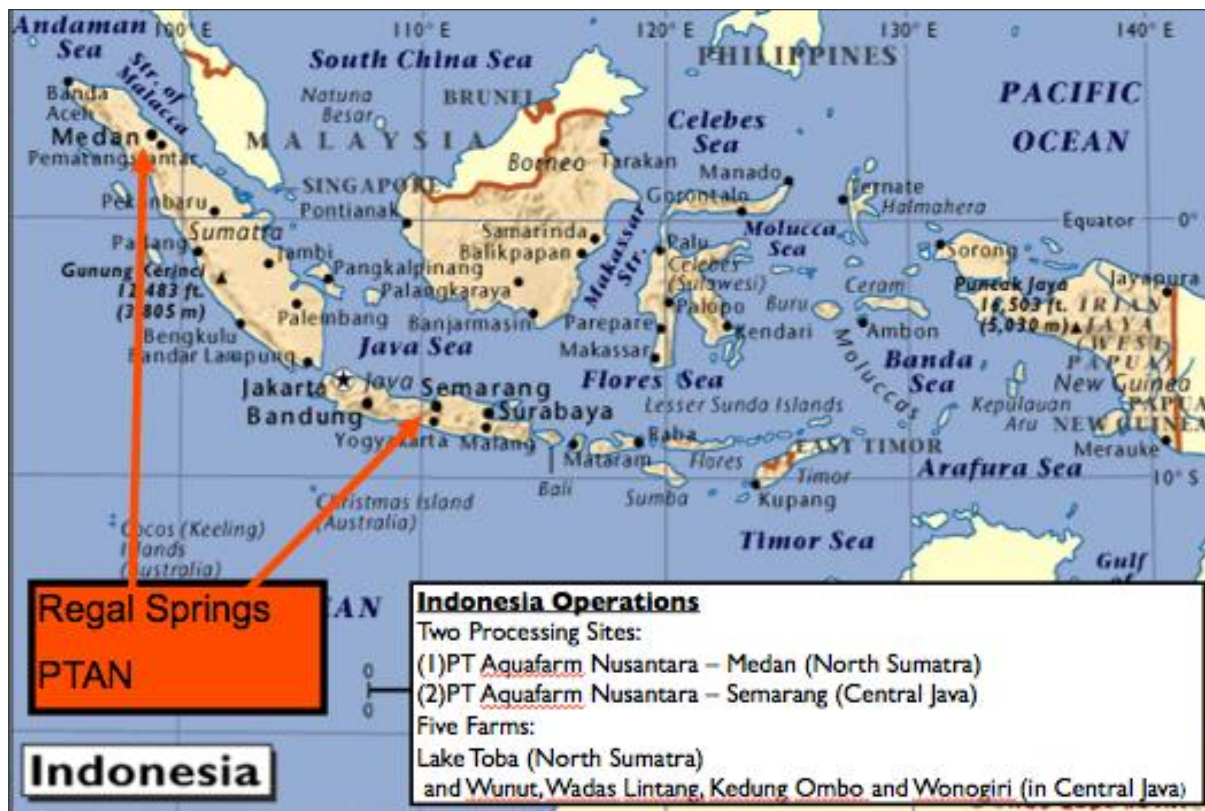 Andaman
Sea
100° E
110° E
120° E
130° E
140° E
South China Sea
PHILIPPINES
Str. of
Malacca
Banda
Aceh
Natuna
Besar
BRUNEI
PACIFIC
OCEAN
Celebes
Sea
Medan
Pematangsiantar
MALAYSIA
Borneo
Tarakan
Manado
SINGAPORE
Gorontalo
Ternate
Halmahera
Pekanbaru
Pontianak
Equator
0°
Sumatra
Samarinda
Balikpapan
Makassar
Str.
Molucca
Sea
Padang
Jambi
Palu
Sorong
Gunung Kerinci
12,483 ft.
(3,805 m)
Pangkalpinang
Palangkaraya
Celebes
(Sulawesi)
Buru
Ceram
Puncak Jaya
16,503 ft.
(5,030 m)
Jayapura
IRIAN
JAYA
(WEST
PAPUA)
Palembang
Banjarmasin
Palopo
Parepare
Kendari
Ambon
Bengkulu
Bandar Lampung
Java Sea
Makassar
Moluccas
Banda
Sea
New Guinea
Jakarta
Java
Semarang
Flores Sea
Kepulauan
Aru
PAPUA
NEW GUINEA
Bandung
Surabaya
Lesser Sunda Islands
Yogyakarta
Malang
Mataram
Raba
Flores
EAST TIMOR
Merauke
Arafura Sea
10° S
Bali
Sumba
Timor
Kupang
Christmas Island
(Australia)
Cocos (Keeling)
Islands
(Australia)
Timor Sea
Gulf
of
Regal Springs
PTAN
IAN
0
0
Indonesia
Indonesia Operations
Two Processing Sites:
(1)PT Aquafarm Nusantara – Medan (North Sumatra)
(2)PT Aquafarm Nusantara – Semarang (Central Java)
Five Farms:
Lake Toba (North Sumatra)
and Wunut, Wadas Lintang, Kedung Ombo and Wonogiri (in Central Java)